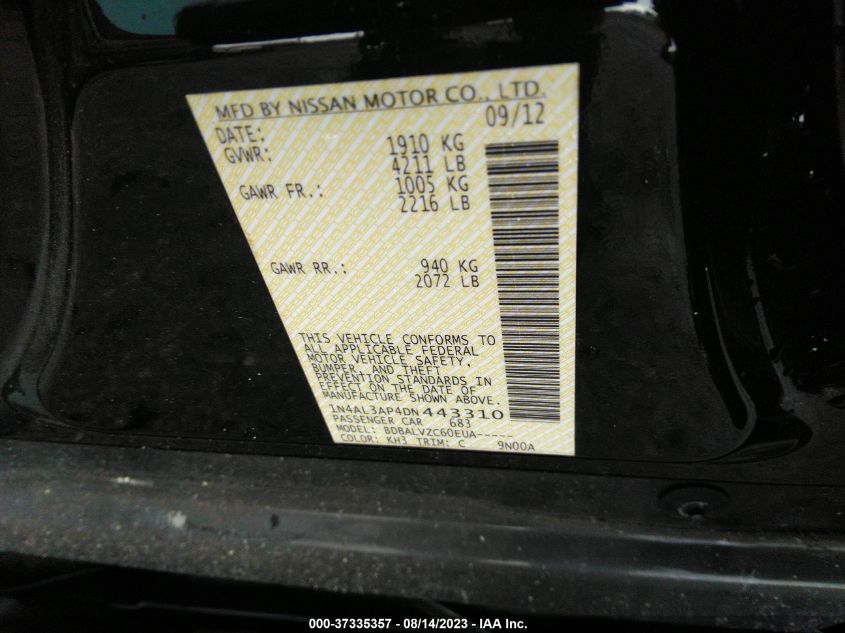 MFD BY NISSAN MOTOR CO., LTD.
DATE: 09/12
GVWR: 1910 KG
4211 LB
GAWR FR.: 1005 KG
2216 LB
GAWR RR.: 940 KG
2072 LB
THIS VEHICLE CONFORMS TO
ALL APPLICABLE FEDERAL
MOTOR VEHICLE SAFETY,
BUMPER, AND THEFT
PREVENTION STANDARDS IN
EFFECT ON THE DATE OF
MANUFACTURE SHOWN ABOVE.
1N4AL3AP4DN443310
PASSENGER CAR 683
MODEL: BDBALVZC60EUA-----
COLOR: KH3 TRIM: C 9N00A
000-37335357 - 08/14/2023 - IAA Inc.